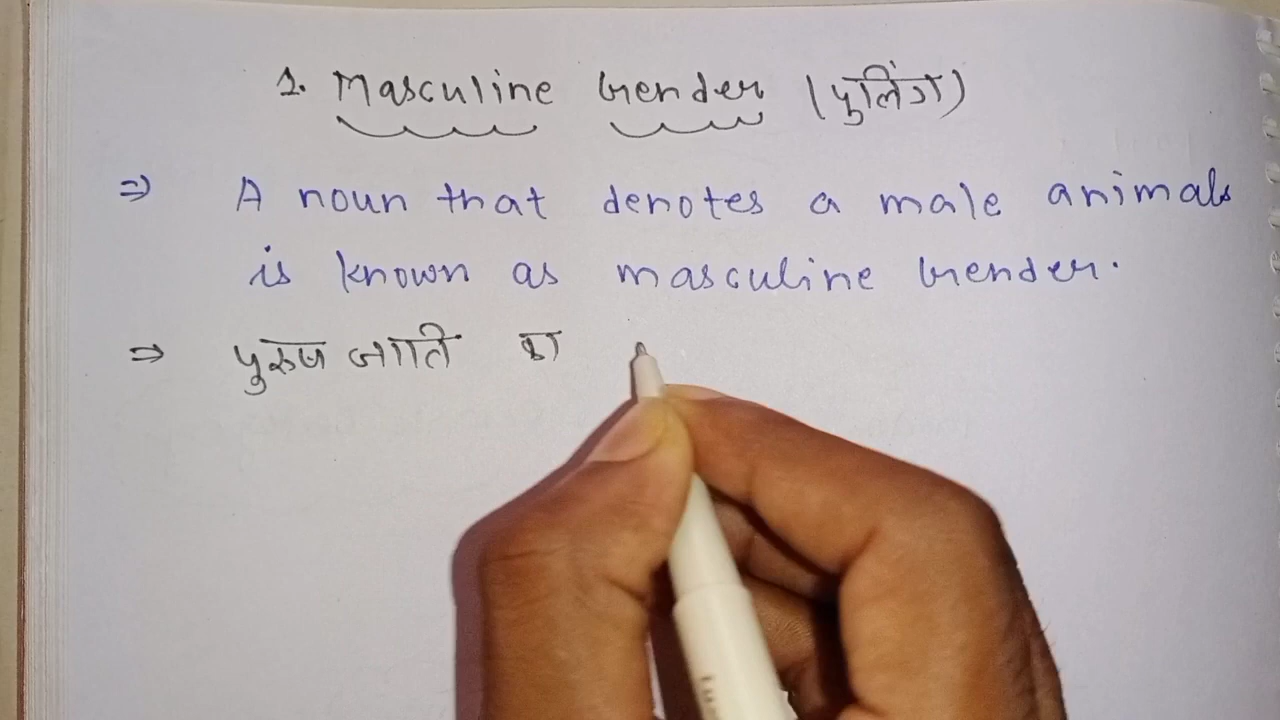 1. Masculine Gender (पुलिंग)
⇒ A noun that denotes a male animals
is known as masculine Gender.
⇒ पुरुष जाति का